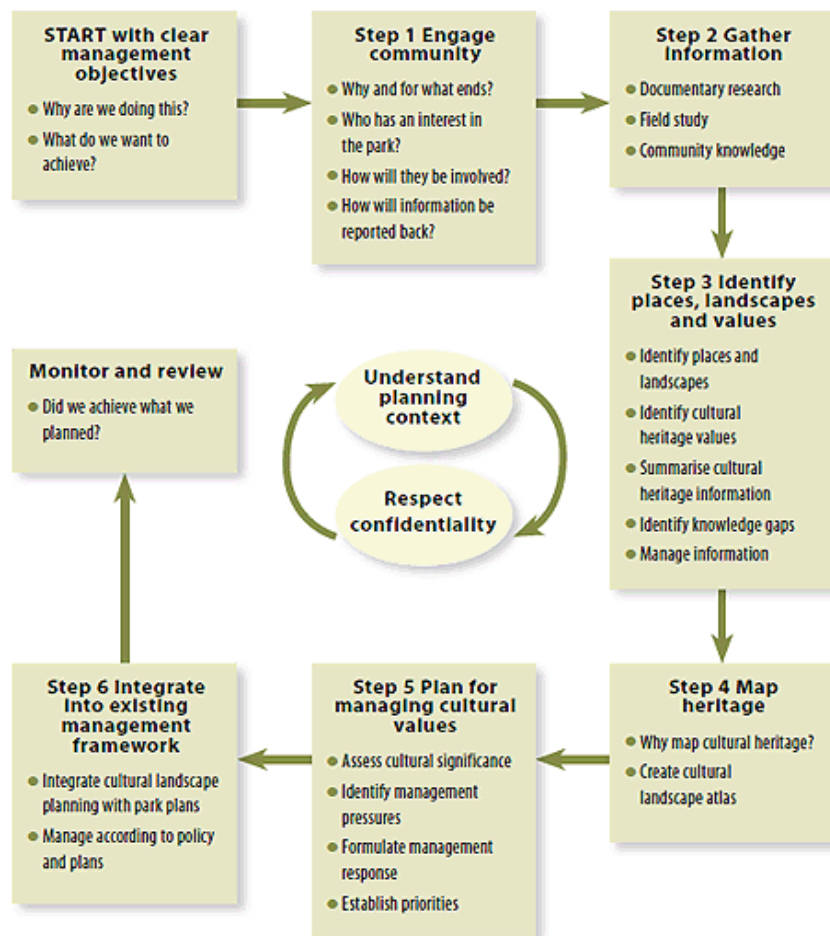 START with clear
management
objectives
• Why are we doing this?
• What do we want to
achieve?
Step 1 Engage
community
• Why and for what ends?
• Who has an interest in
the park?
• How will they be involved?
• How will information be
reported back?
Step 2 Gather
information
• Documentary research
• Field study
• Community knowledge
Step 3 Identify
places, landscapes
and values
• Identify places and
landscapes
• Identify cultural
heritage values
• Summarise cultural
heritage information
• Identify knowledge gaps
• Manage information
Step 4 Map
heritage
• Why map cultural heritage?
• Create cultural
landscape atlas
Step 5 Plan for
managing cultural
values
• Assess cultural significance
• Identify management
pressures
• Formulate management
response
• Establish priorities
Step 6 Integrate
into existing
management
framework
• Integrate cultural landscape
planning with park plans
• Manage according to policy
and plans
Monitor and review
• Did we achieve what we
planned?
Understand
planning
context
Respect
confidentiality